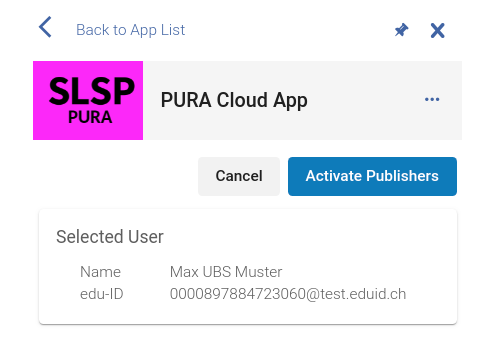 Back to App List
SLSP
PURA
PURA Cloud App
Cancel
Activate Publishers
Selected User
Name Max UBS Muster
edu-ID 0000897884723060@test.eduid.ch